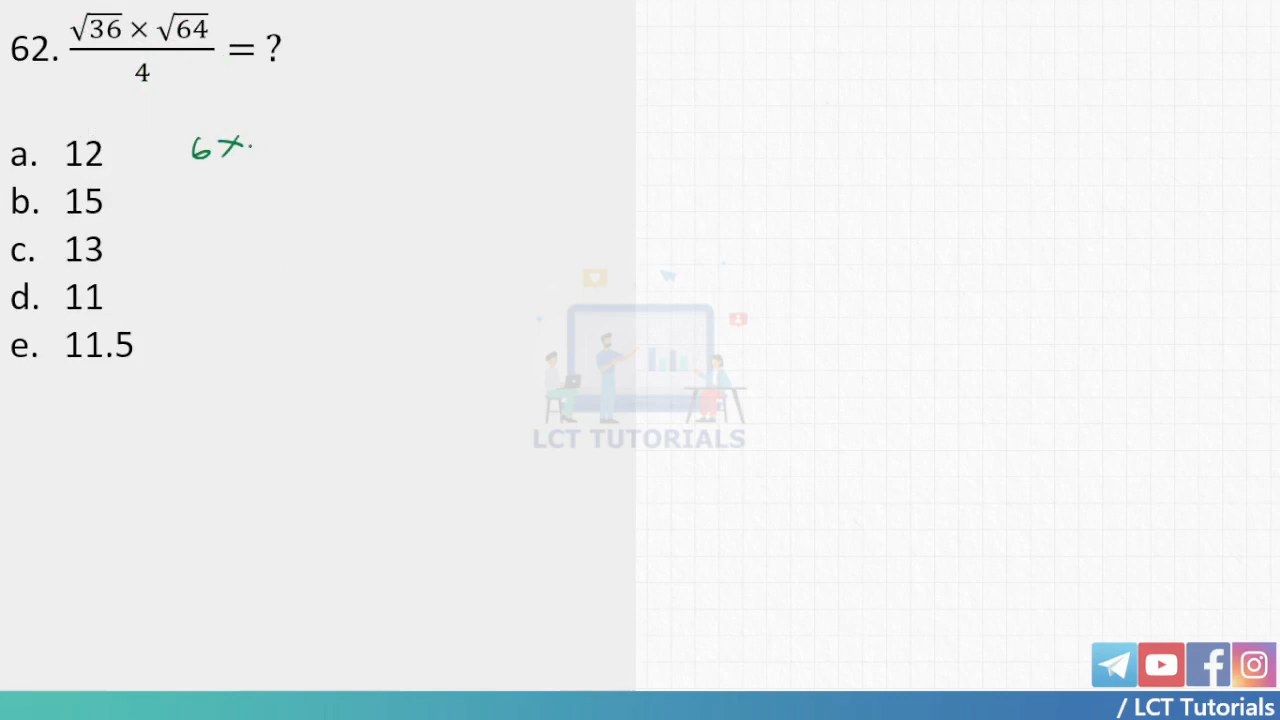 62. (√36 × √64)/4 = ?
a. 12
6×
b. 15
c. 13
d. 11
e. 11.5
LCT TUTORIALS
/ LCT Tutorials